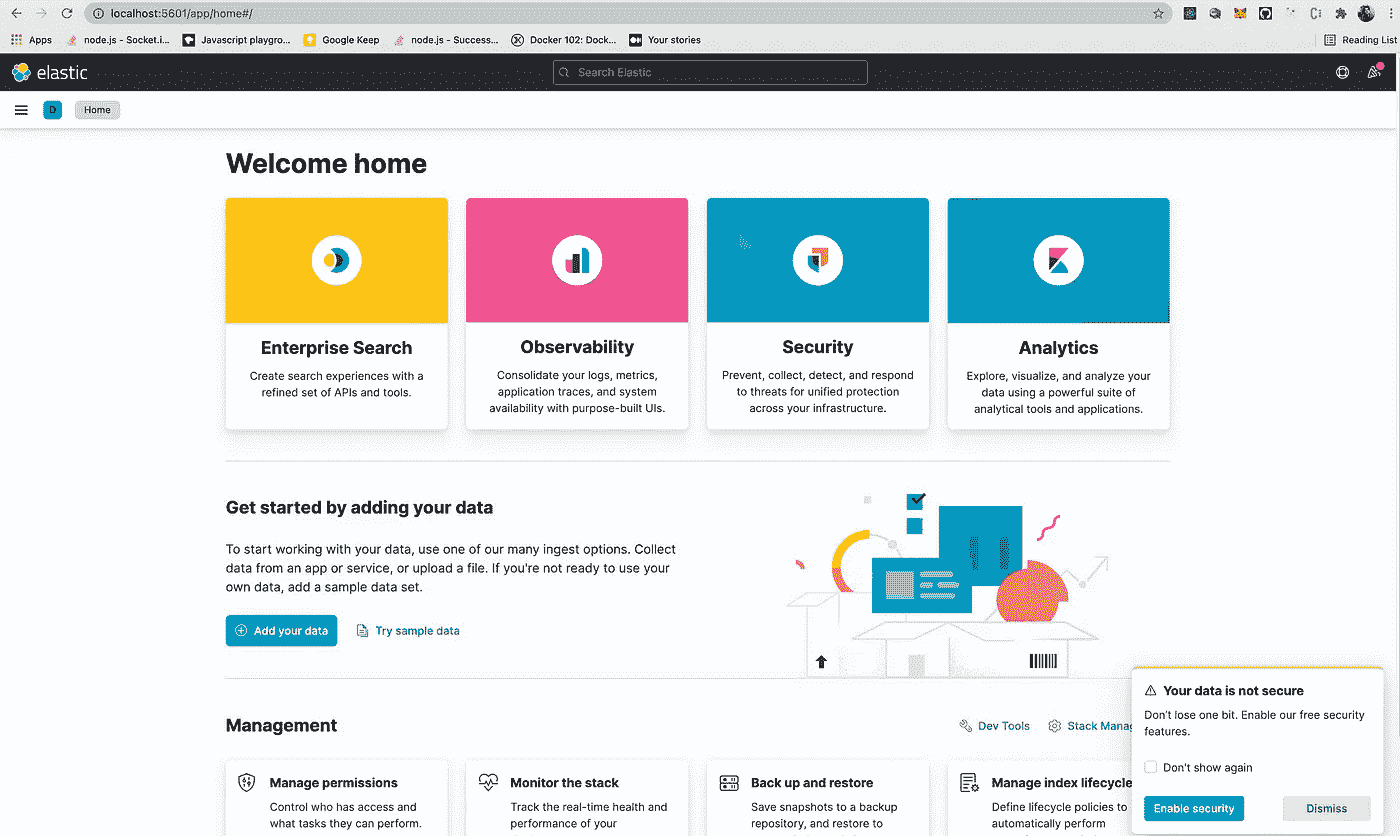 localhost:5601/app/home#/
Apps
node.js - Socket.i...
Javascript playgro...
Google Keep
node.js - Success...
Docker 102: Dock...
Your stories
Reading List
elastic
Search Elastic
D
Home
Welcome home
Enterprise Search
Create search experiences with a
refined set of APIs and tools.
Observability
Consolidate your logs, metrics,
application traces, and system
availability with purpose-built UIs.
Security
Prevent, collect, detect, and respond
to threats for unified protection
across your infrastructure.
Analytics
Explore, visualize, and analyze your
data using a powerful suite of
analytical tools and applications.
Get started by adding your data
To start working with your data, use one of our many ingest options. Collect
data from an app or service, or upload a file. If you're not ready to use your
own data, add a sample data set.
Add your data
Try sample data
Management
Dev Tools
Stack Manag
Manage permissions
Control who has access and
what tasks they can perform.
Monitor the stack
Track the real-time health and
performance of your
Back up and restore
Save snapshots to a backup
repository, and restore to
Manage index lifecycle
Define lifecycle policies to
automatically perform
Your data is not secure
Don't lose one bit. Enable our free security
features.
Don't show again
Enable security
Dismiss